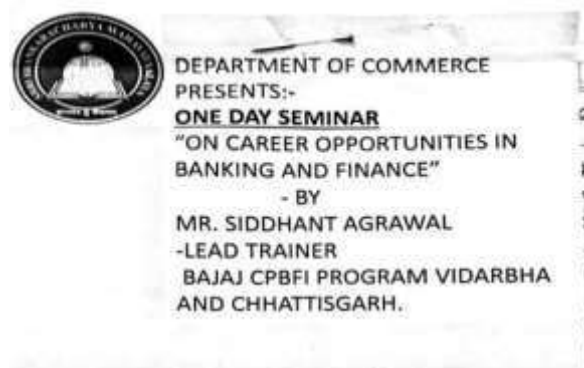 DEPARTMENT OF COMMERCE
PRESENTS:-
ONE DAY SEMINAR
"ON CAREER OPPORTUNITIES IN
BANKING AND FINANCE"
- BY
MR. SIDDHANT AGRAWAL
-LEAD TRAINER
BAJAJ CPBFI PROGRAM VIDARBHA
AND CHHATTISGARH.